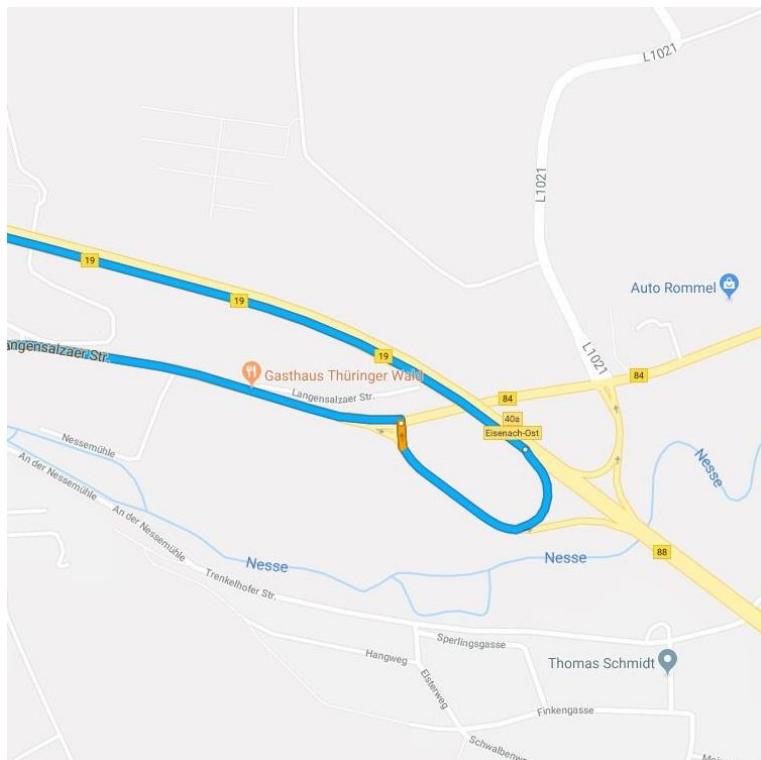 L1021
L1021
19
19
Auto Rommel
L1021
19
angensalzaer Str.
Gasthaus Thüringer Wald
84
Langensalzaer Str.
84
40a
Eisenach-Ost
Nessemühle
Nesse
An der Nessemühle
An der Nessemühle
88
Nesse
Nesse
Trenkelhofer Str.
Sperlingsgasse
Hangweg
Thomas Schmidt
Elsterweg
Finkengasse
Schwalbenw